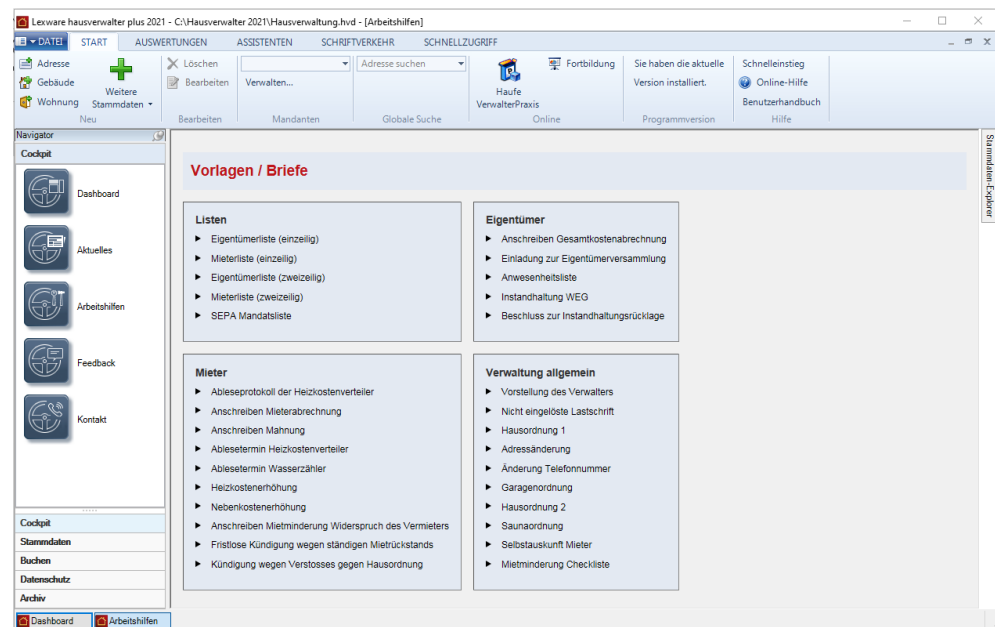 Lexware hausverwalter plus 2021 - C:\Hausverwalter 2021\Hausverwaltung.hvd - [Arbeitshilfen]
DATEI START AUSWERTUNGEN ASSISTENTEN SCHRIFTVERKEHR SCHNELLZUGRIFF
Adresse
Gebäude
Wohnung
Weitere
Stammdaten
Neu
Löschen
Bearbeiten
Bearbeiten
Verwalten...
Mandanten
Adresse suchen
Globale Suche
Haufe
VerwalterPraxis
Fortbildung
Online
Sie haben die aktuelle
Version installiert.
Programmversion
Schnelleinstieg
Online-Hilfe
Benutzerhandbuch
Hilfe
Navigator
Cockpit
Dashboard
Aktuelles
Arbeitshilfen
Feedback
Kontakt
Cockpit
Stammdaten
Buchen
Datenschutz
Archiv
Vorlagen / Briefe
Listen
Eigentümerliste (einzeilig)
Mieterliste (einzeilig)
Eigentümerliste (zweizeilig)
Mieterliste (zweizeilig)
SEPA Mandatsliste
Eigentümer
Anschreiben Gesamtkostenabrechnung
Einladung zur Eigentümerversammlung
Anwesenheitsliste
Instandhaltung WEG
Beschluss zur Instandhaltungsrücklage
Mieter
Ableseprotokoll der Heizkostenverteiler
Anschreiben Mieterabrechnung
Anschreiben Mahnung
Ablesetermin Heizkostenverteiler
Ablesetermin Wasserzähler
Heizkostenerhöhung
Nebenkostenerhöhung
Anschreiben Mietminderung Widerspruch des Vermieters
Fristlose Kündigung wegen ständigen Mietrückstands
Kündigung wegen Verstosses gegen Hausordnung
Verwaltung allgemein
Vorstellung des Verwalters
Nicht eingelöste Lastschrift
Hausordnung 1
Adressänderung
Änderung Telefonnummer
Garagenordnung
Hausordnung 2
Saunaordnung
Selbstauskunft Mieter
Mietminderung Checkliste
Stammdaten-Explorer
Dashboard Arbeitshilfen